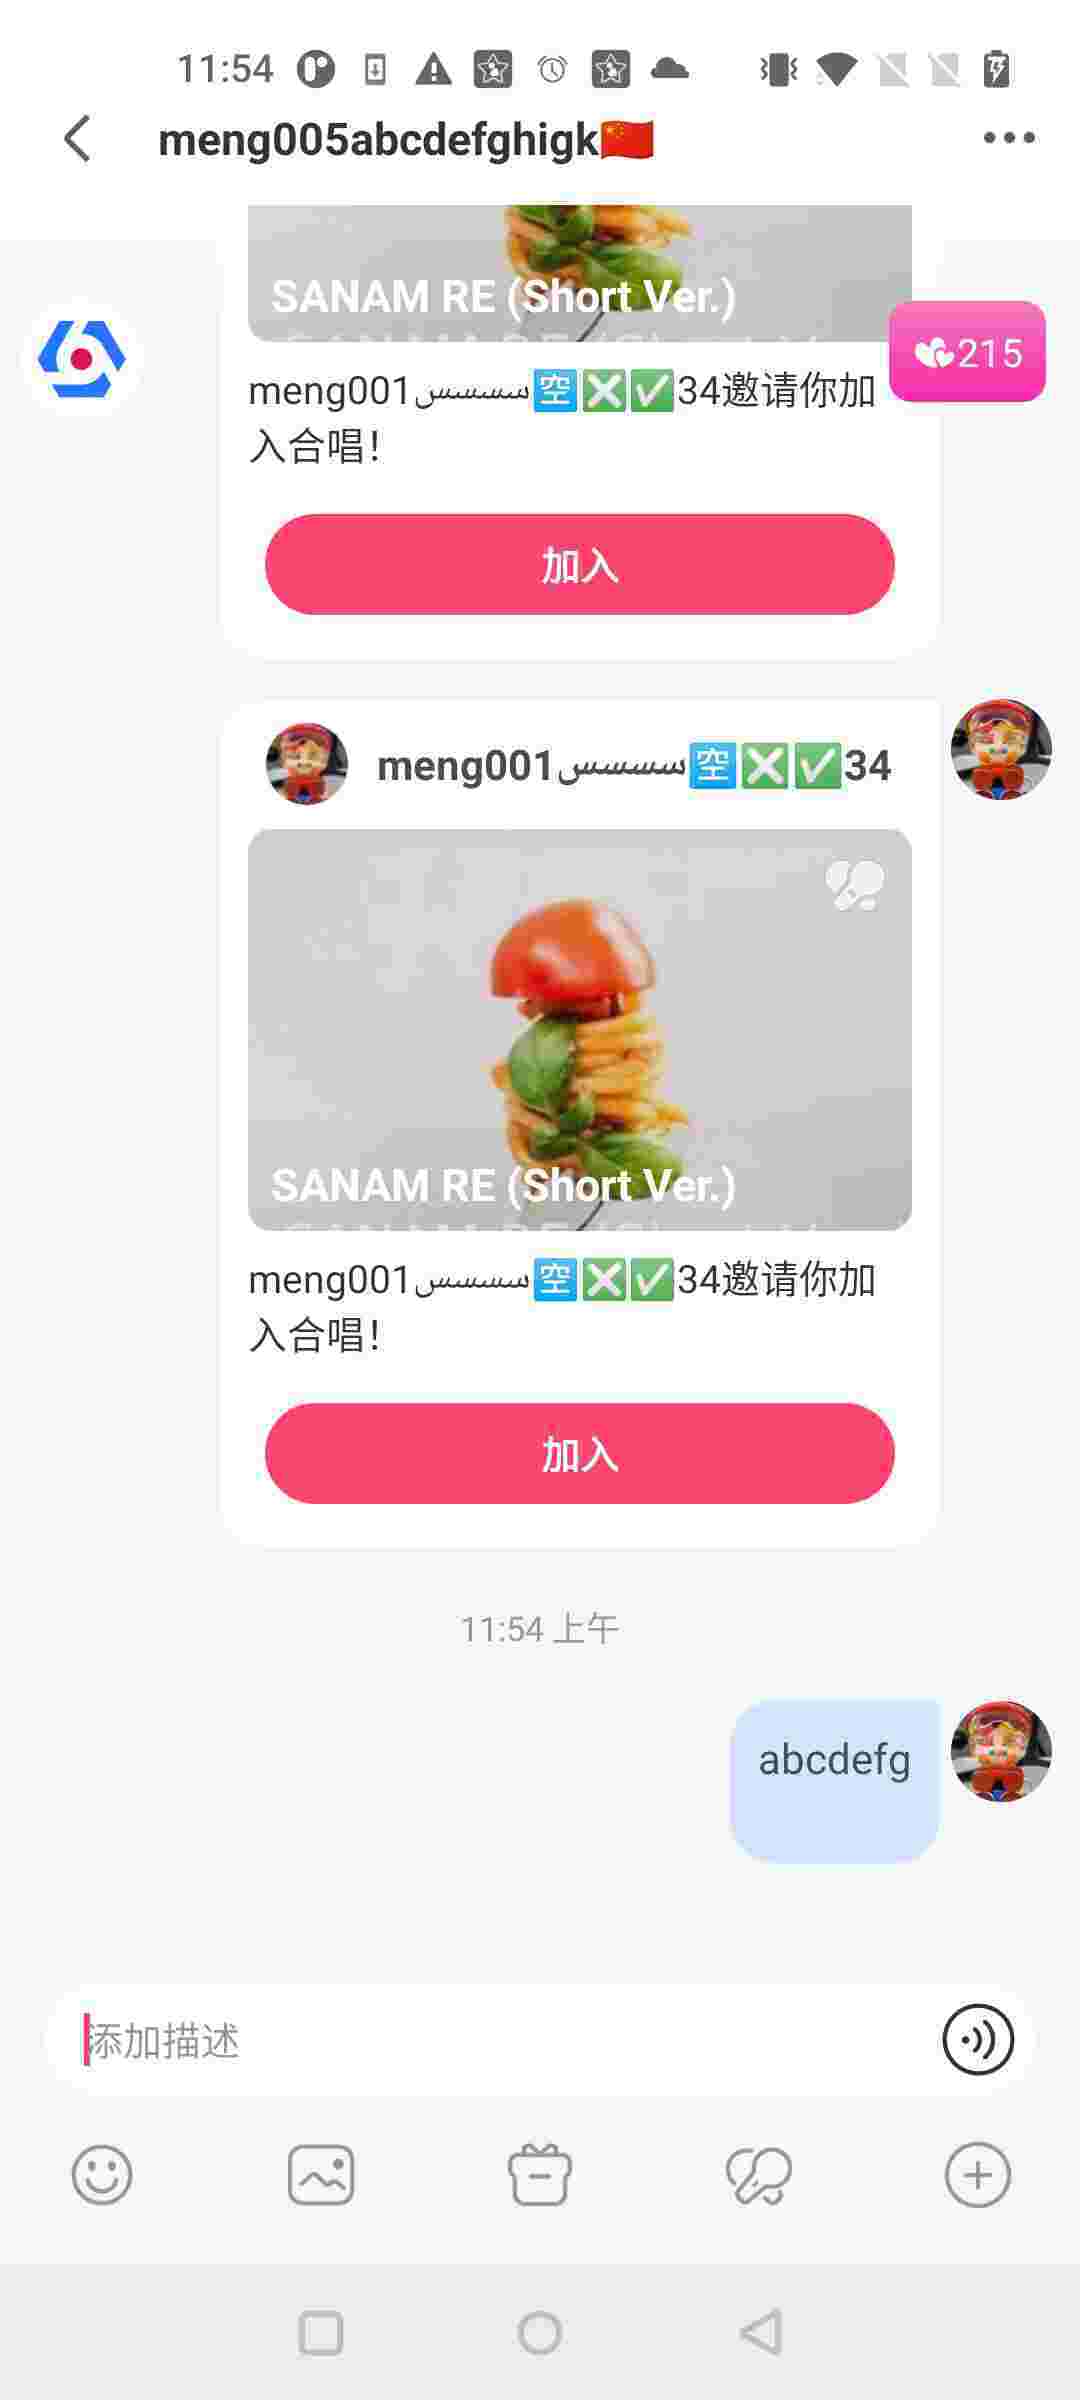 11:54
meng005abcdefghigk🇨🇳
SANAM RE (Short Ver.)
215
meng001سسسس🈳❎✅34邀请你加
入合唱！
加入
meng001سسسس🈳❎✅34
SANAM RE (Short Ver.)
meng001سسسس🈳❎✅34邀请你加
入合唱！
加入
11:54 上午
abcdefg
添加描述